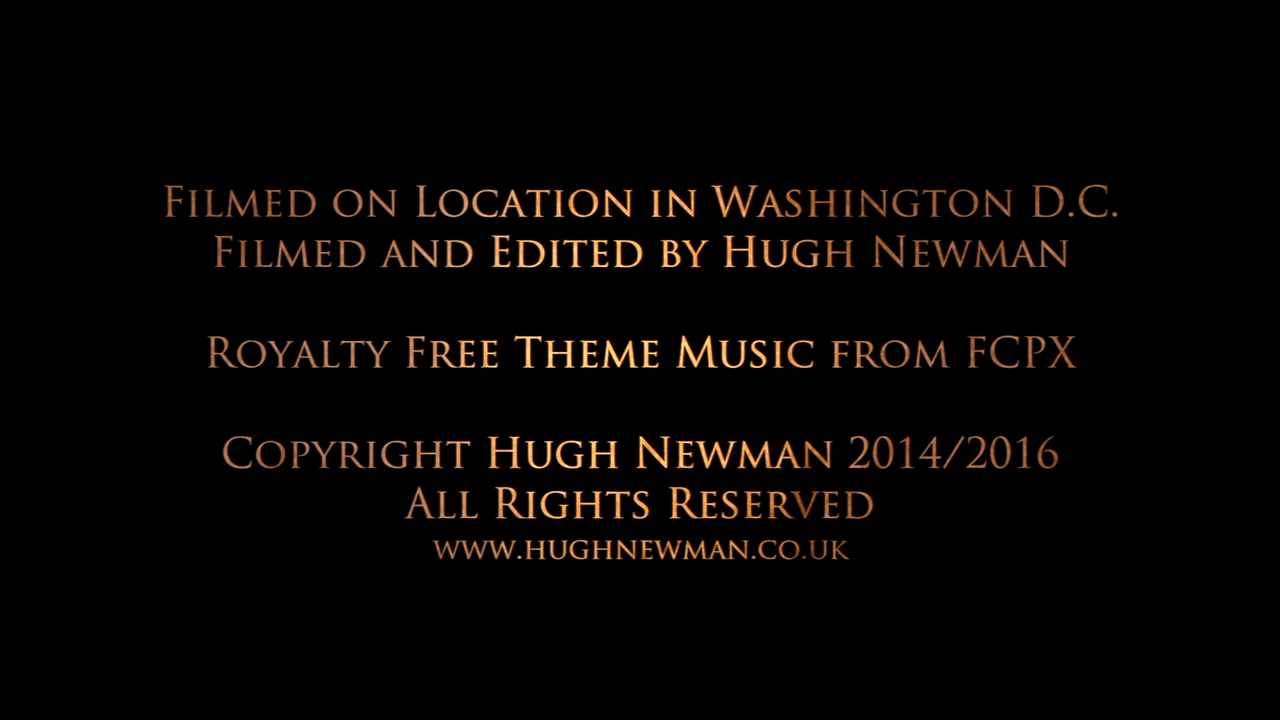 Filmed on Location in Washington D.C.
Filmed and Edited by Hugh Newman
Royalty Free Theme Music from FCPX
Copyright Hugh Newman 2014/2016
All Rights Reserved
www.hughnewman.co.uk